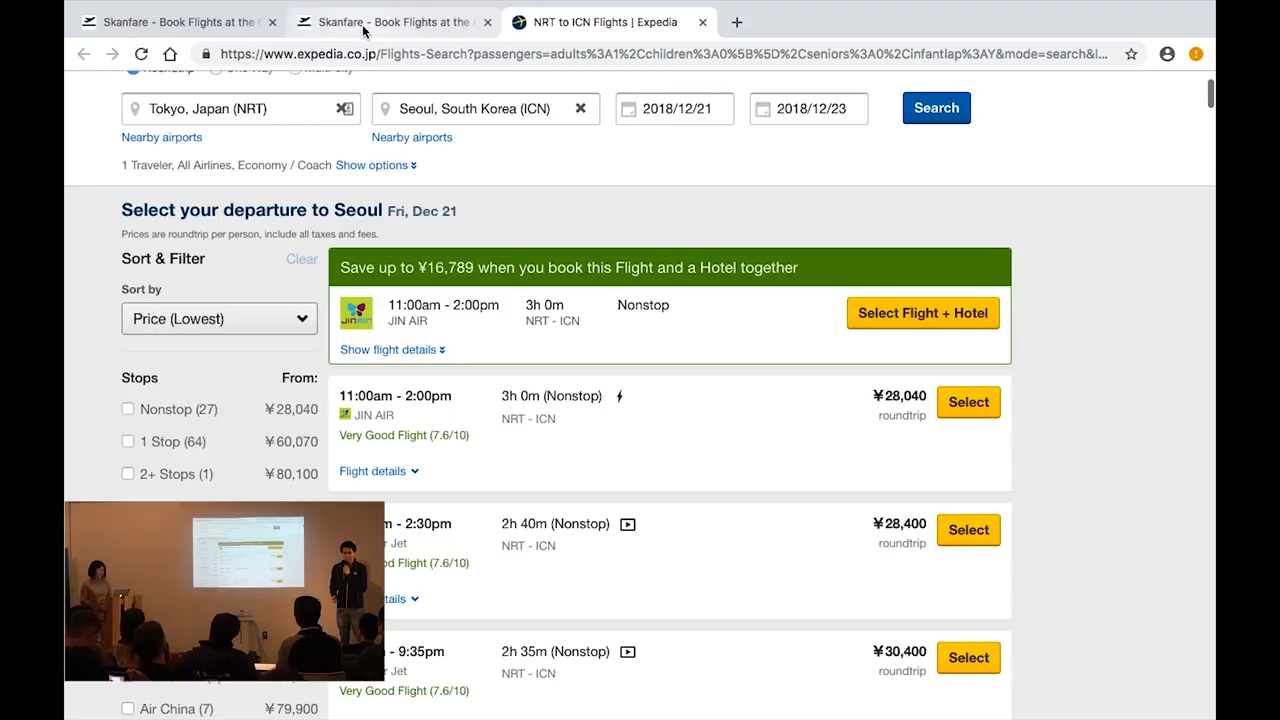 Skanfare - Book Flights at the
Skanfare - Book Flights at the
NRT to ICN Flights | Expedia
https://www.expedia.co.jp/Flights-Search?passengers=adults%3A1%2Cchildren%3A0%5B%5D%2Cseniors%3A0%2Cinfantlap%3AY&mode=search&l...
Tokyo, Japan (NRT)
Seoul, South Korea (ICN)
2018/12/21
2018/12/23
Search
Nearby airports
Nearby airports
1 Traveler, All Airlines, Economy / Coach Show options
Select your departure to Seoul Fri, Dec 21
Prices are roundtrip per person, include all taxes and fees.
Sort & Filter
Clear
Sort by
Price (Lowest)
Stops
From:
Nonstop (27)
¥28,040
1 Stop (64)
¥60,070
2+ Stops (1)
¥80,100
Air China (7)
¥79,900
Save up to ¥16,789 when you book this Flight and a Hotel together
JIN AIR
11:00am - 2:00pm
3h 0m
Nonstop
JIN AIR
NRT - ICN
Select Flight + Hotel
Show flight details
11:00am - 2:00pm
3h 0m (Nonstop)
¥28,040
Select
JIN AIR
NRT - ICN
roundtrip
Very Good Flight (7.6/10)
Flight details
- 2:30pm
2h 40m (Nonstop)
¥28,400
Select
Jet
NRT - ICN
roundtrip
Flight (7.6/10)
- 9:35pm
2h 35m (Nonstop)
¥30,400
Select
Jet
NRT - ICN
roundtrip
Very Good Flight (7.6/10)